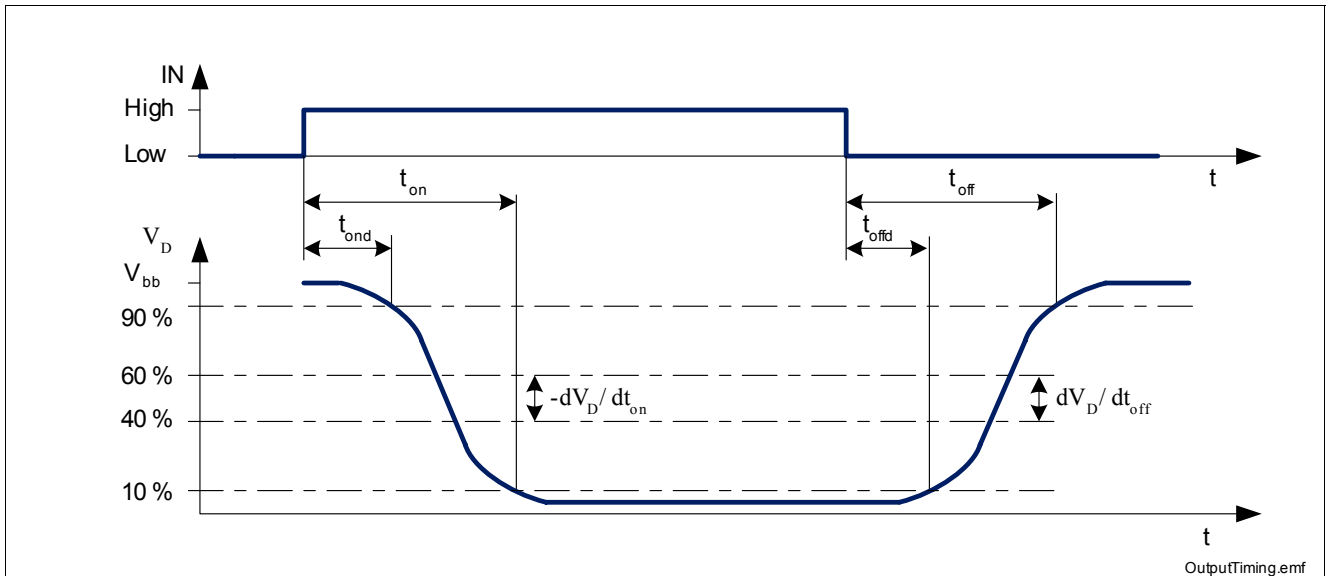 IN
High
Low
t
t_on
t_off
t_ond
t_offd
V_D
V_bb
90 %
60 %
-dV_D/ dt_on
dV_D/ dt_off
40 %
10 %
t
OutputTiming.emf